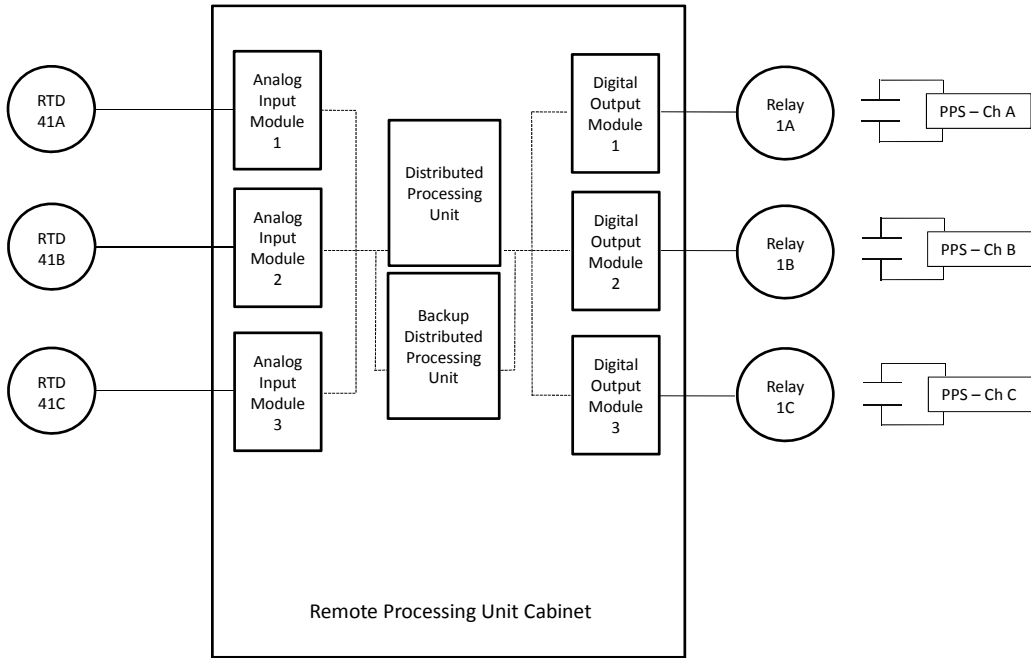 RTD
41A
Analog
Input
Module
1
Distributed
Processing
Unit
Digital
Output
Module
1
Relay
1A
PPS – Ch A
RTD
41B
Analog
Input
Module
2
Digital
Output
Module
2
Relay
1B
PPS – Ch B
Backup
Distributed
Processing
Unit
RTD
41C
Analog
Input
Module
3
Digital
Output
Module
3
Relay
1C
PPS – Ch C
Remote Processing Unit Cabinet